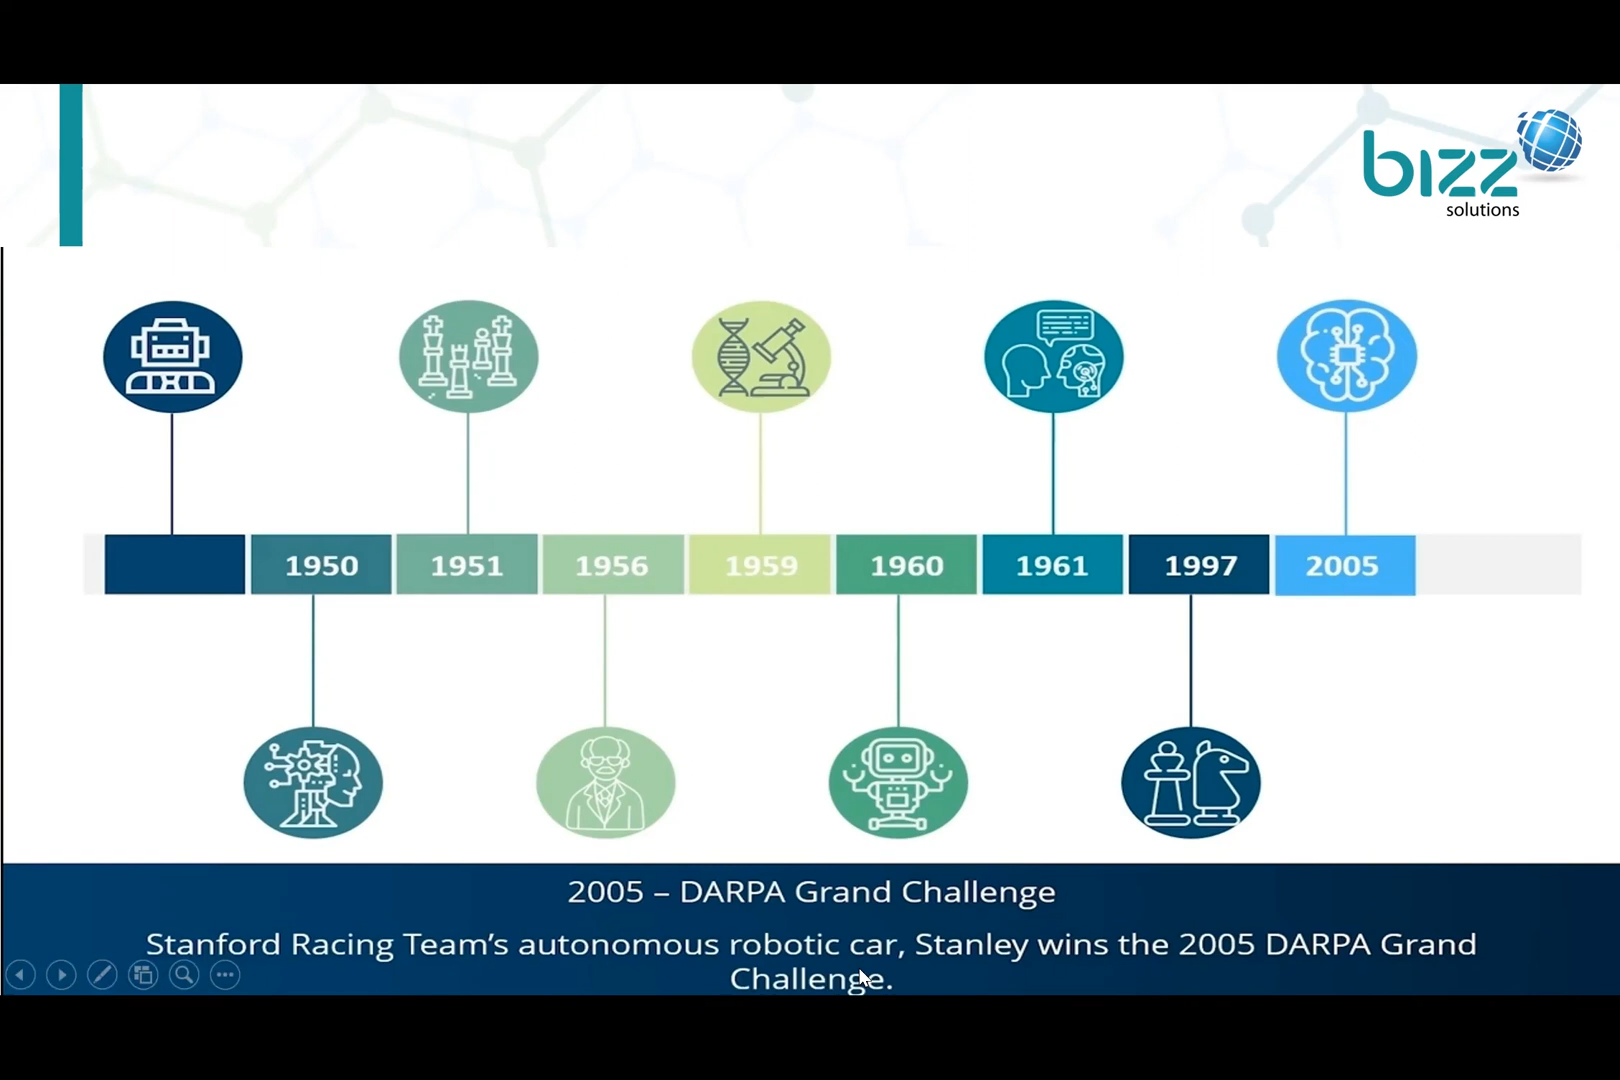 bizz
solutions
1950
1951
1956
1959
1960
1961
1997
2005
2005 – DARPA Grand Challenge
Stanford Racing Team’s autonomous robotic car, Stanley wins the 2005 DARPA Grand
Challenge.